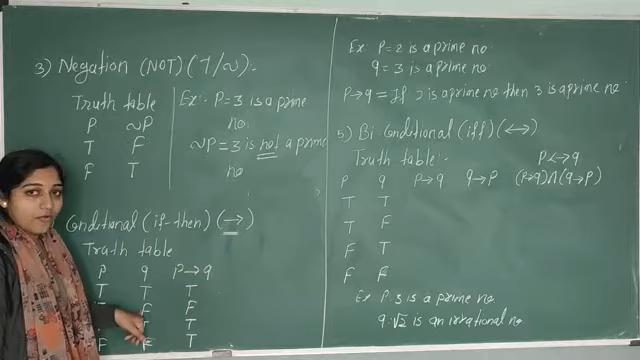 3) Negation (NOT) (7/~).
Truth table
P ~P
T F
F T
Ex:- P=3 is a prime
no.
~P = 3 is not a prime
no
Conditional (if-then) (→)
Truth table
P q P→q
T T T
F F
T T
F F T
Ex: P=2 is a prime no.
q=3 is a prime no.
P→q = If 2 is a prime no then 3 is a prime no.
5) Bi Conditional (iff) (↔)
Truth table: P↔q
P q P→q q→P (P→q)∧(q→P)
T T
T F
F T
F F
Ex P: 3 is a prime no.
q: √2 is an irrational no